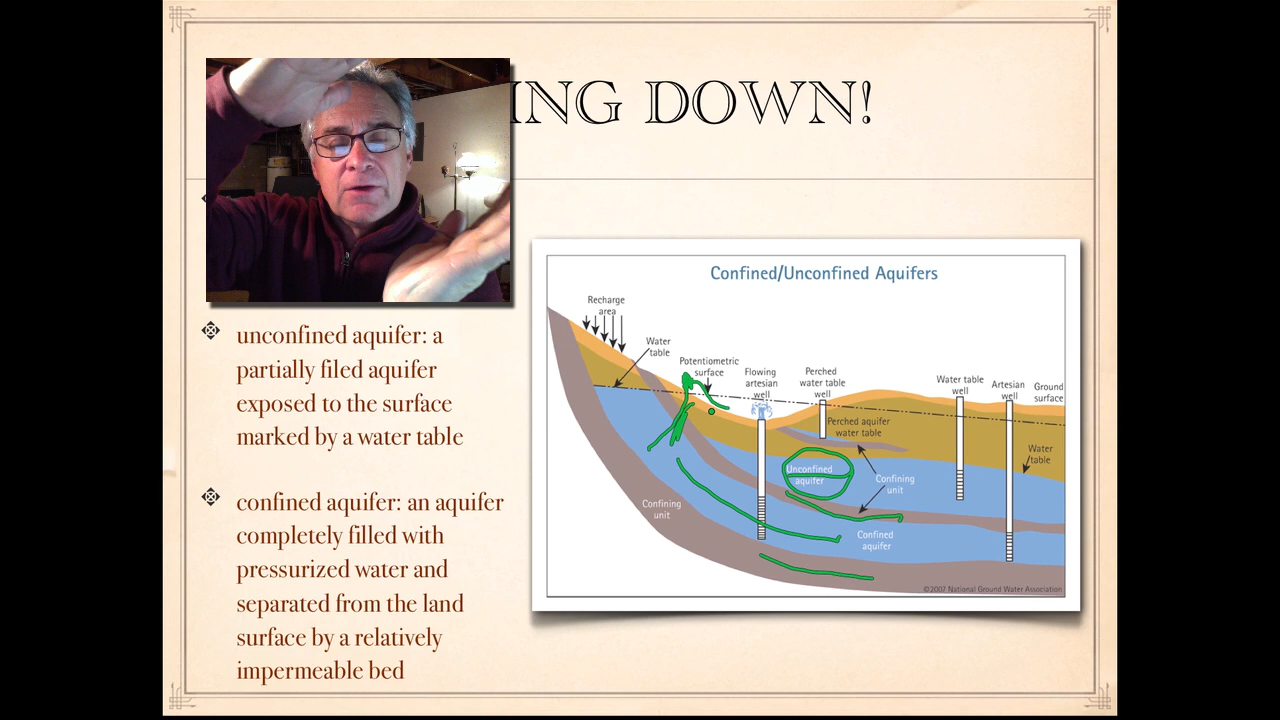 ING DOWN!
unconfined aquifer: a
partially filed aquifer
exposed to the surface
marked by a water table
confined aquifer: an aquifer
completely filled with
pressurized water and
separated from the land
surface by a relatively
impermeable bed
Confined/Unconfined Aquifers
Recharge
area
Water
table
Potentiometric
surface
Flowing
artesian
well
Perched
water table
well
Water table
well
Artesian
well
Ground
surface
Perched aquifer
water table
Water
table
Unconfined
aquifer
Confining
unit
Confining
unit
Confined
aquifer
©2007 National Ground Water Association